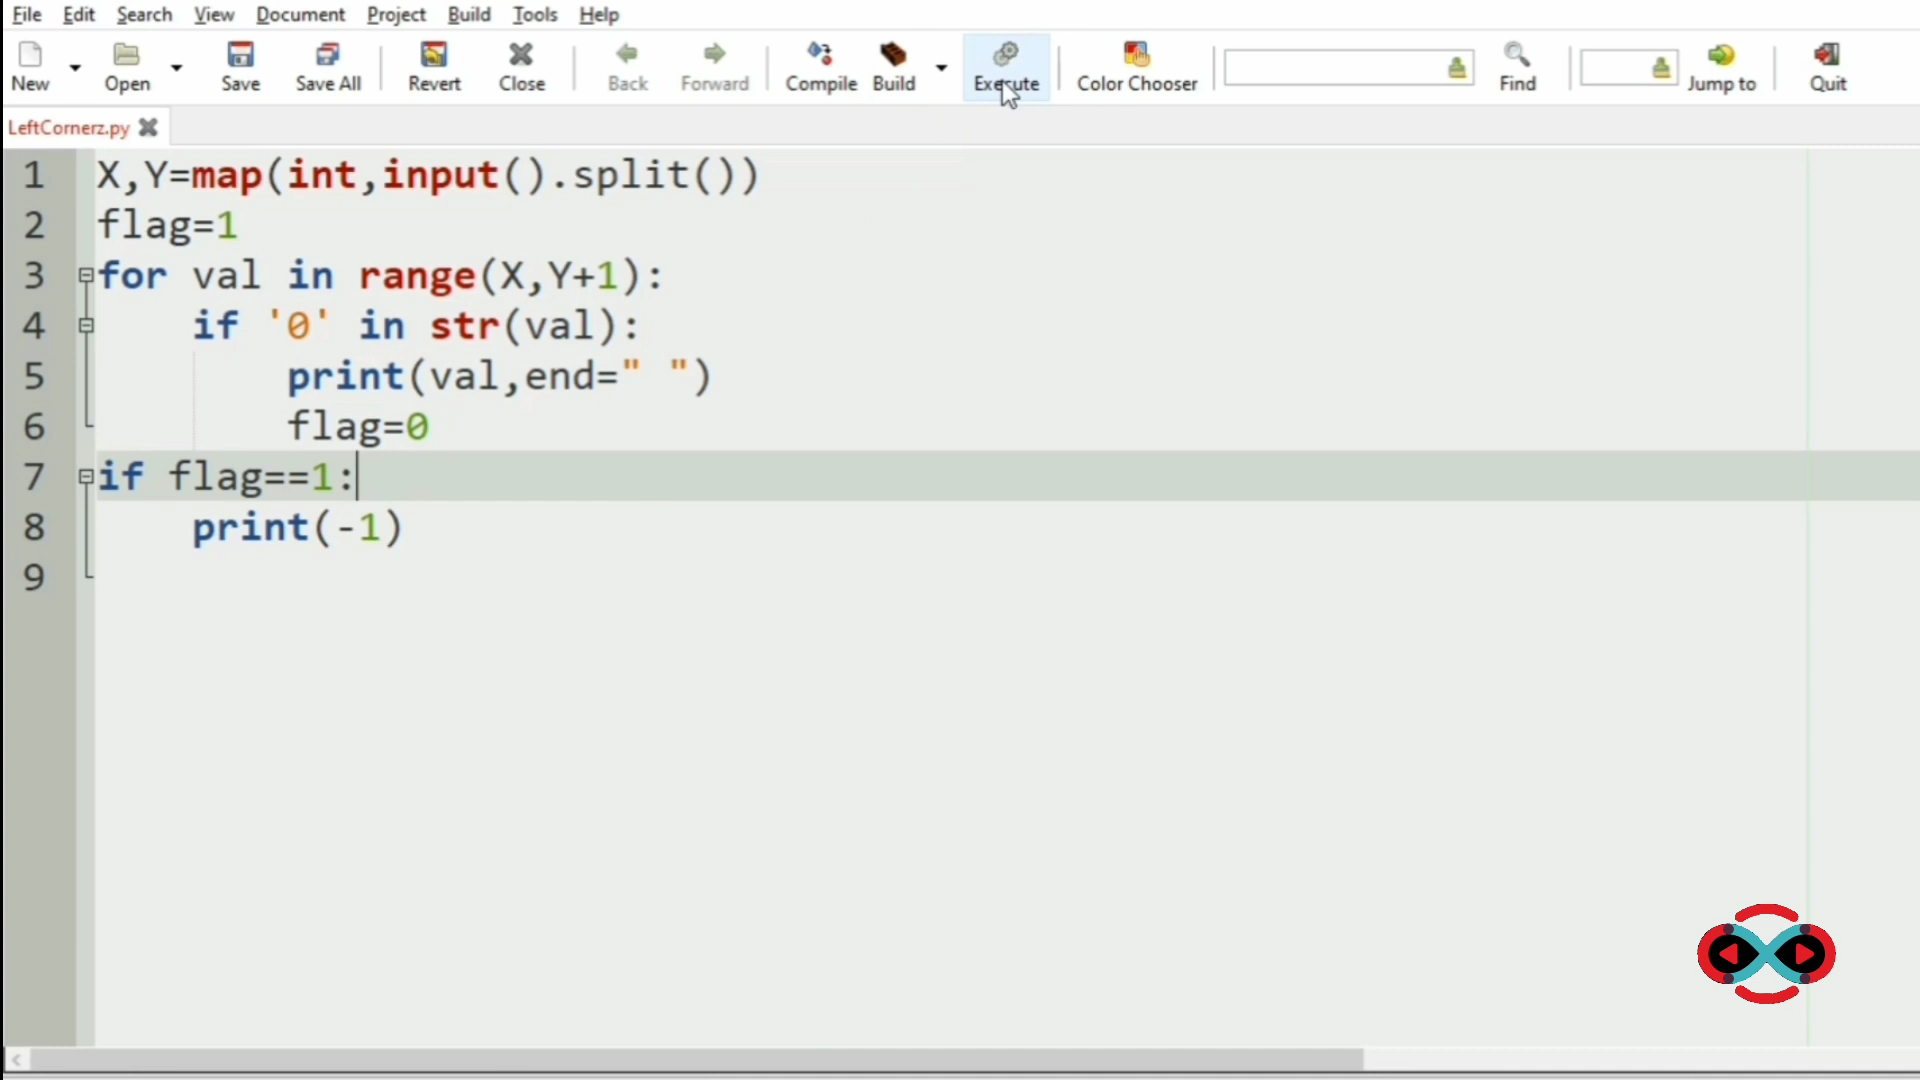 File Edit Search View Document Project Build Tools Help
New Open Save Save All Revert Close Back Forward Compile Build Execute Color Chooser Find Jump to Quit
LeftCornerz.py
1 X,Y=map(int,input().split())
2 flag=1
3 for val in range(X,Y+1):
4     if '0' in str(val):
5         print(val,end=" ")
6         flag=0
7 if flag==1:
8     print(-1)
9